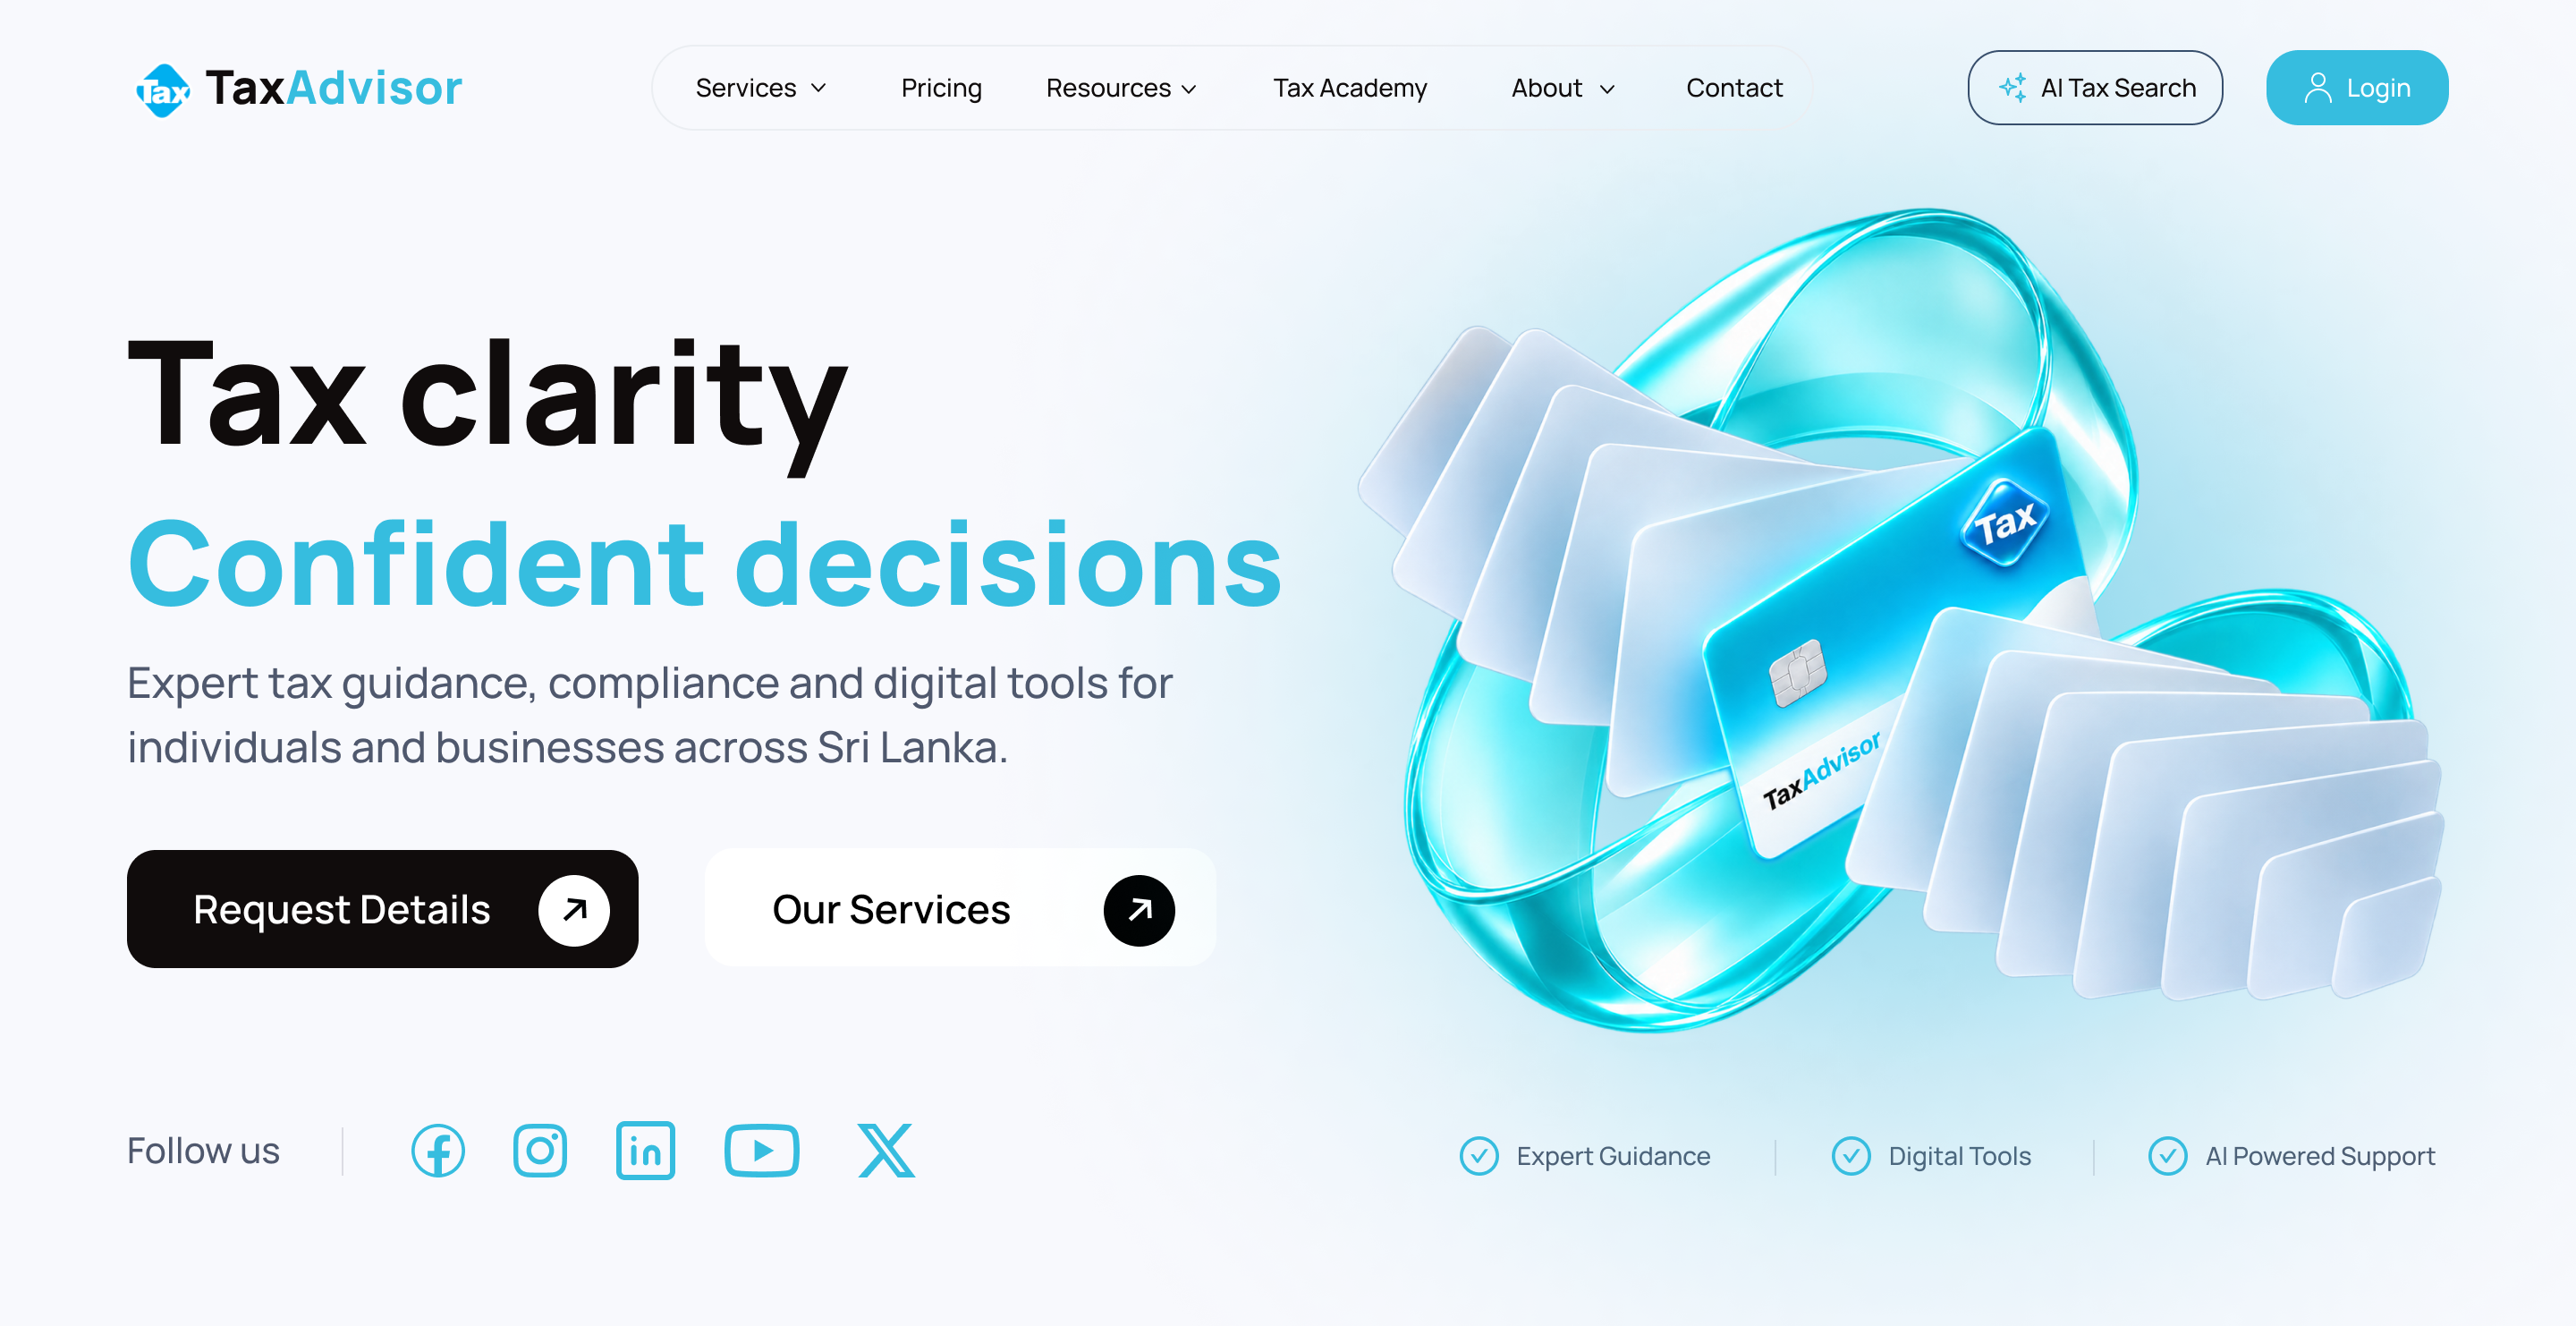 Tax TaxAdvisor
Services Pricing Resources Tax Academy About Contact
AI Tax Search
Login
Tax clarity
Confident decisions
Expert tax guidance, compliance and digital tools for
individuals and businesses across Sri Lanka.
Request Details
Our Services
Tax
TaxAdvisor
Follow us
Expert Guidance
Digital Tools
AI Powered Support